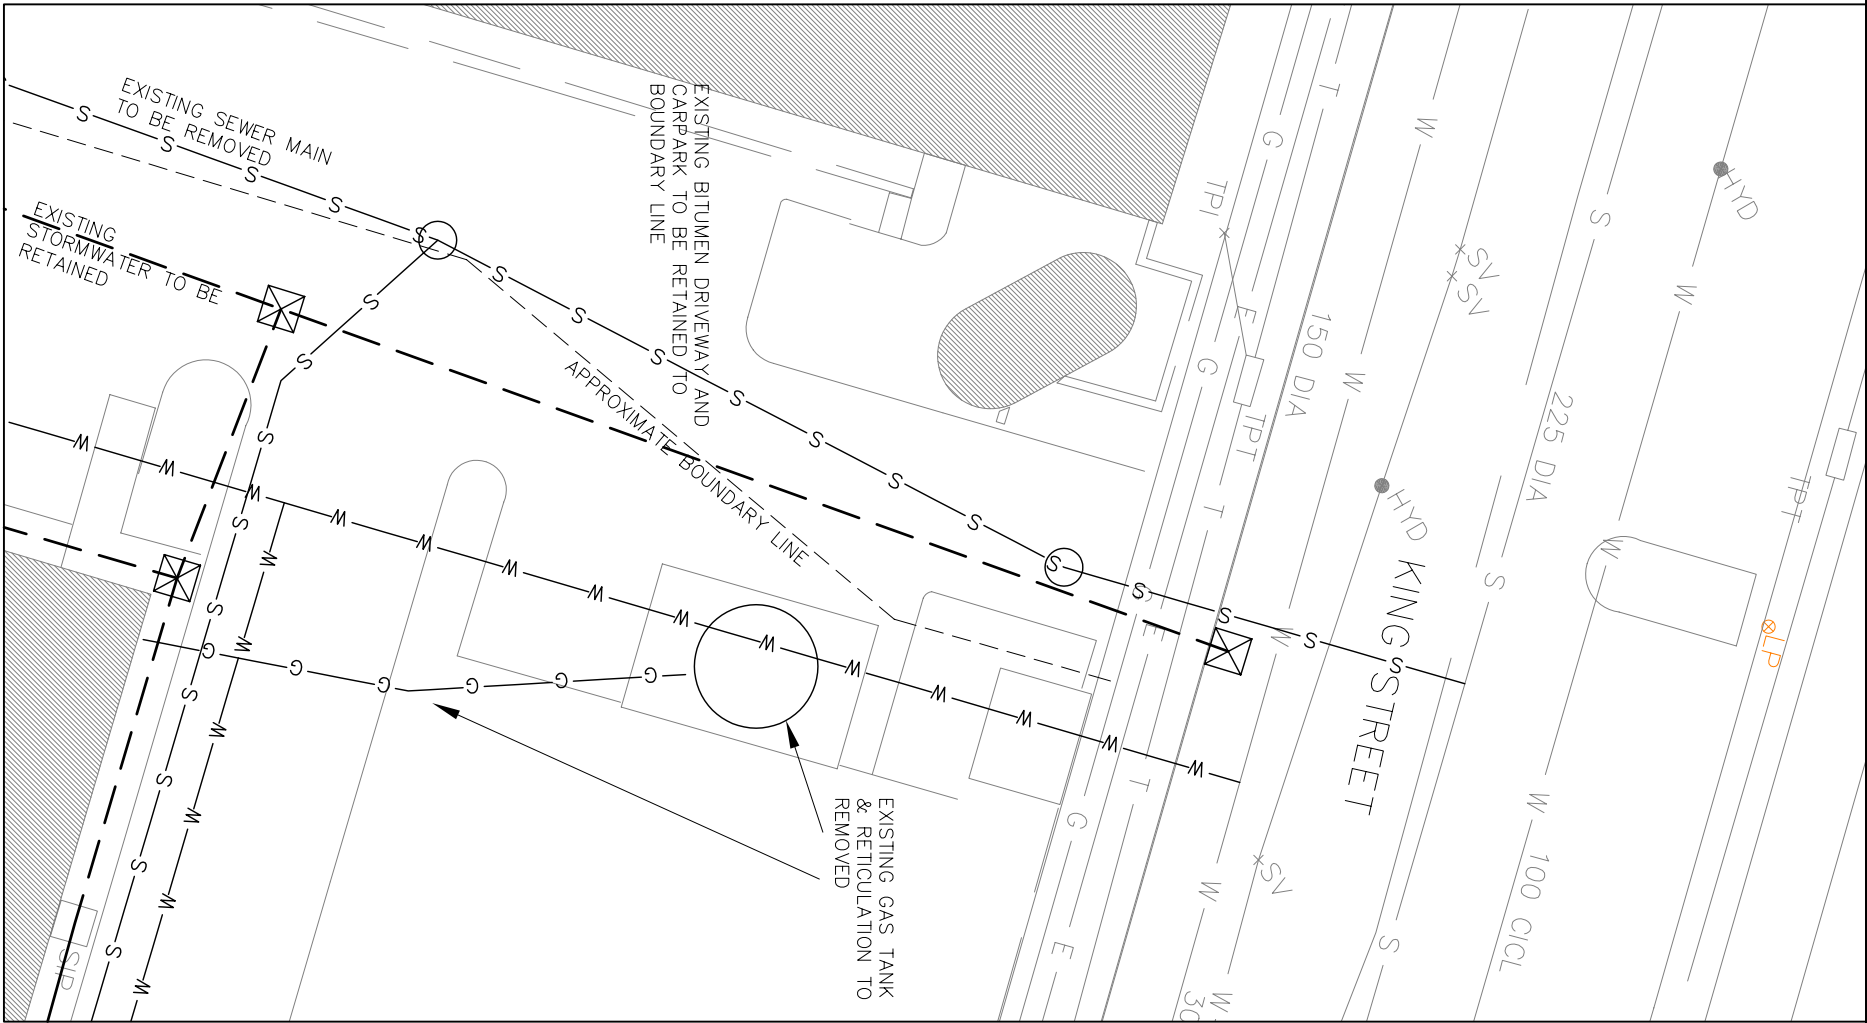 EXISTING SEWER MAIN
TO BE REMOVED
EXISTING
STORMWATER TO BE
RETAINED
EXISTING BITUMEN DRIVEWAY AND
CARPARK TO BE RETAINED TO
BOUNDARY LINE
APPROXIMATE BOUNDARY LINE
EXISTING GAS TANK
& RETICULATION TO
REMOVED
KING STREET
150 DIA
225 DIA
100 CICL
HYD
HYD
SV
SV
SV
TPI
TPT
TPT
LP
SIP
30
S S S S S S S S S S S S S S S S S
S S S S S S S S S S
W W W W W W W W W W W W W W
W W W W W W
G G G G G G
T G E G T E T G E
W W W W W
W W W W
S S S